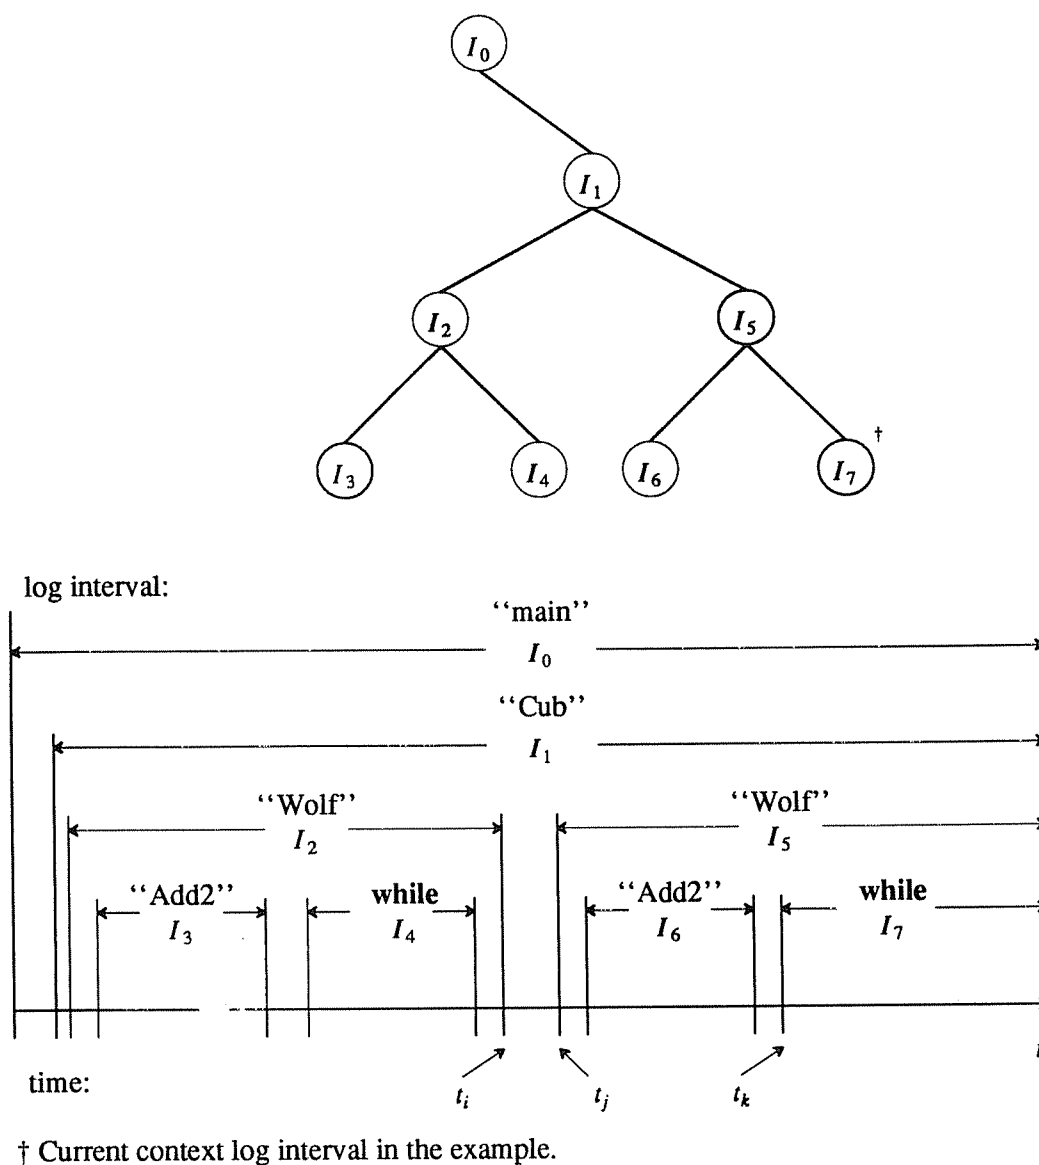 I0
I1
I2 I5
I3 I4 I6 I7 †
log interval:
‘‘main’’
I0
‘‘Cub’’
I1
‘‘Wolf’’ ‘‘Wolf’’
I2 I5
‘‘Add2’’ while ‘‘Add2’’ while
I3 I4 I6 I7
time: ti tj tk
† Current context log interval in the example.